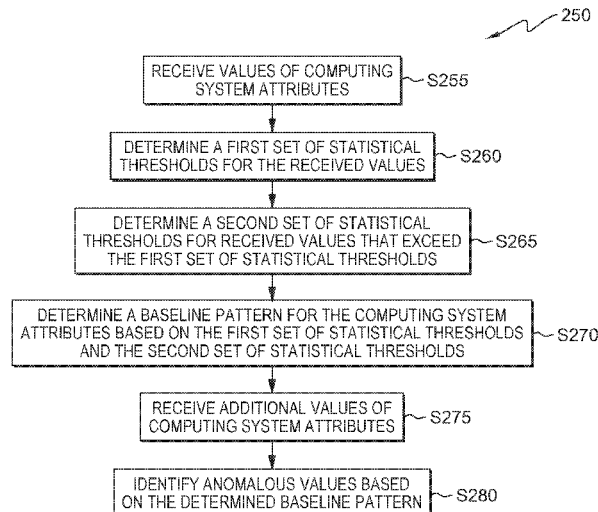 250
RECEIVE VALUES OF COMPUTING
SYSTEM ATTRIBUTES
S255
DETERMINE A FIRST SET OF STATISTICAL
THRESHOLDS FOR THE RECEIVED VALUES
S260
DETERMINE A SECOND SET OF STATISTICAL
THRESHOLDS FOR RECEIVED VALUES THAT EXCEED
THE FIRST SET OF STATISTICAL THRESHOLDS
S265
DETERMINE A BASELINE PATTERN FOR THE COMPUTING SYSTEM
ATTRIBUTES BASED ON THE FIRST SET OF STATISTICAL THRESHOLDS
AND THE SECOND SET OF STATISTICAL THRESHOLDS
S270
RECEIVE ADDITIONAL VALUES OF
COMPUTING SYSTEM ATTRIBUTES
S275
IDENTIFY ANOMALOUS VALUES BASED
ON THE DETERMINED BASELINE PATTERN
S280